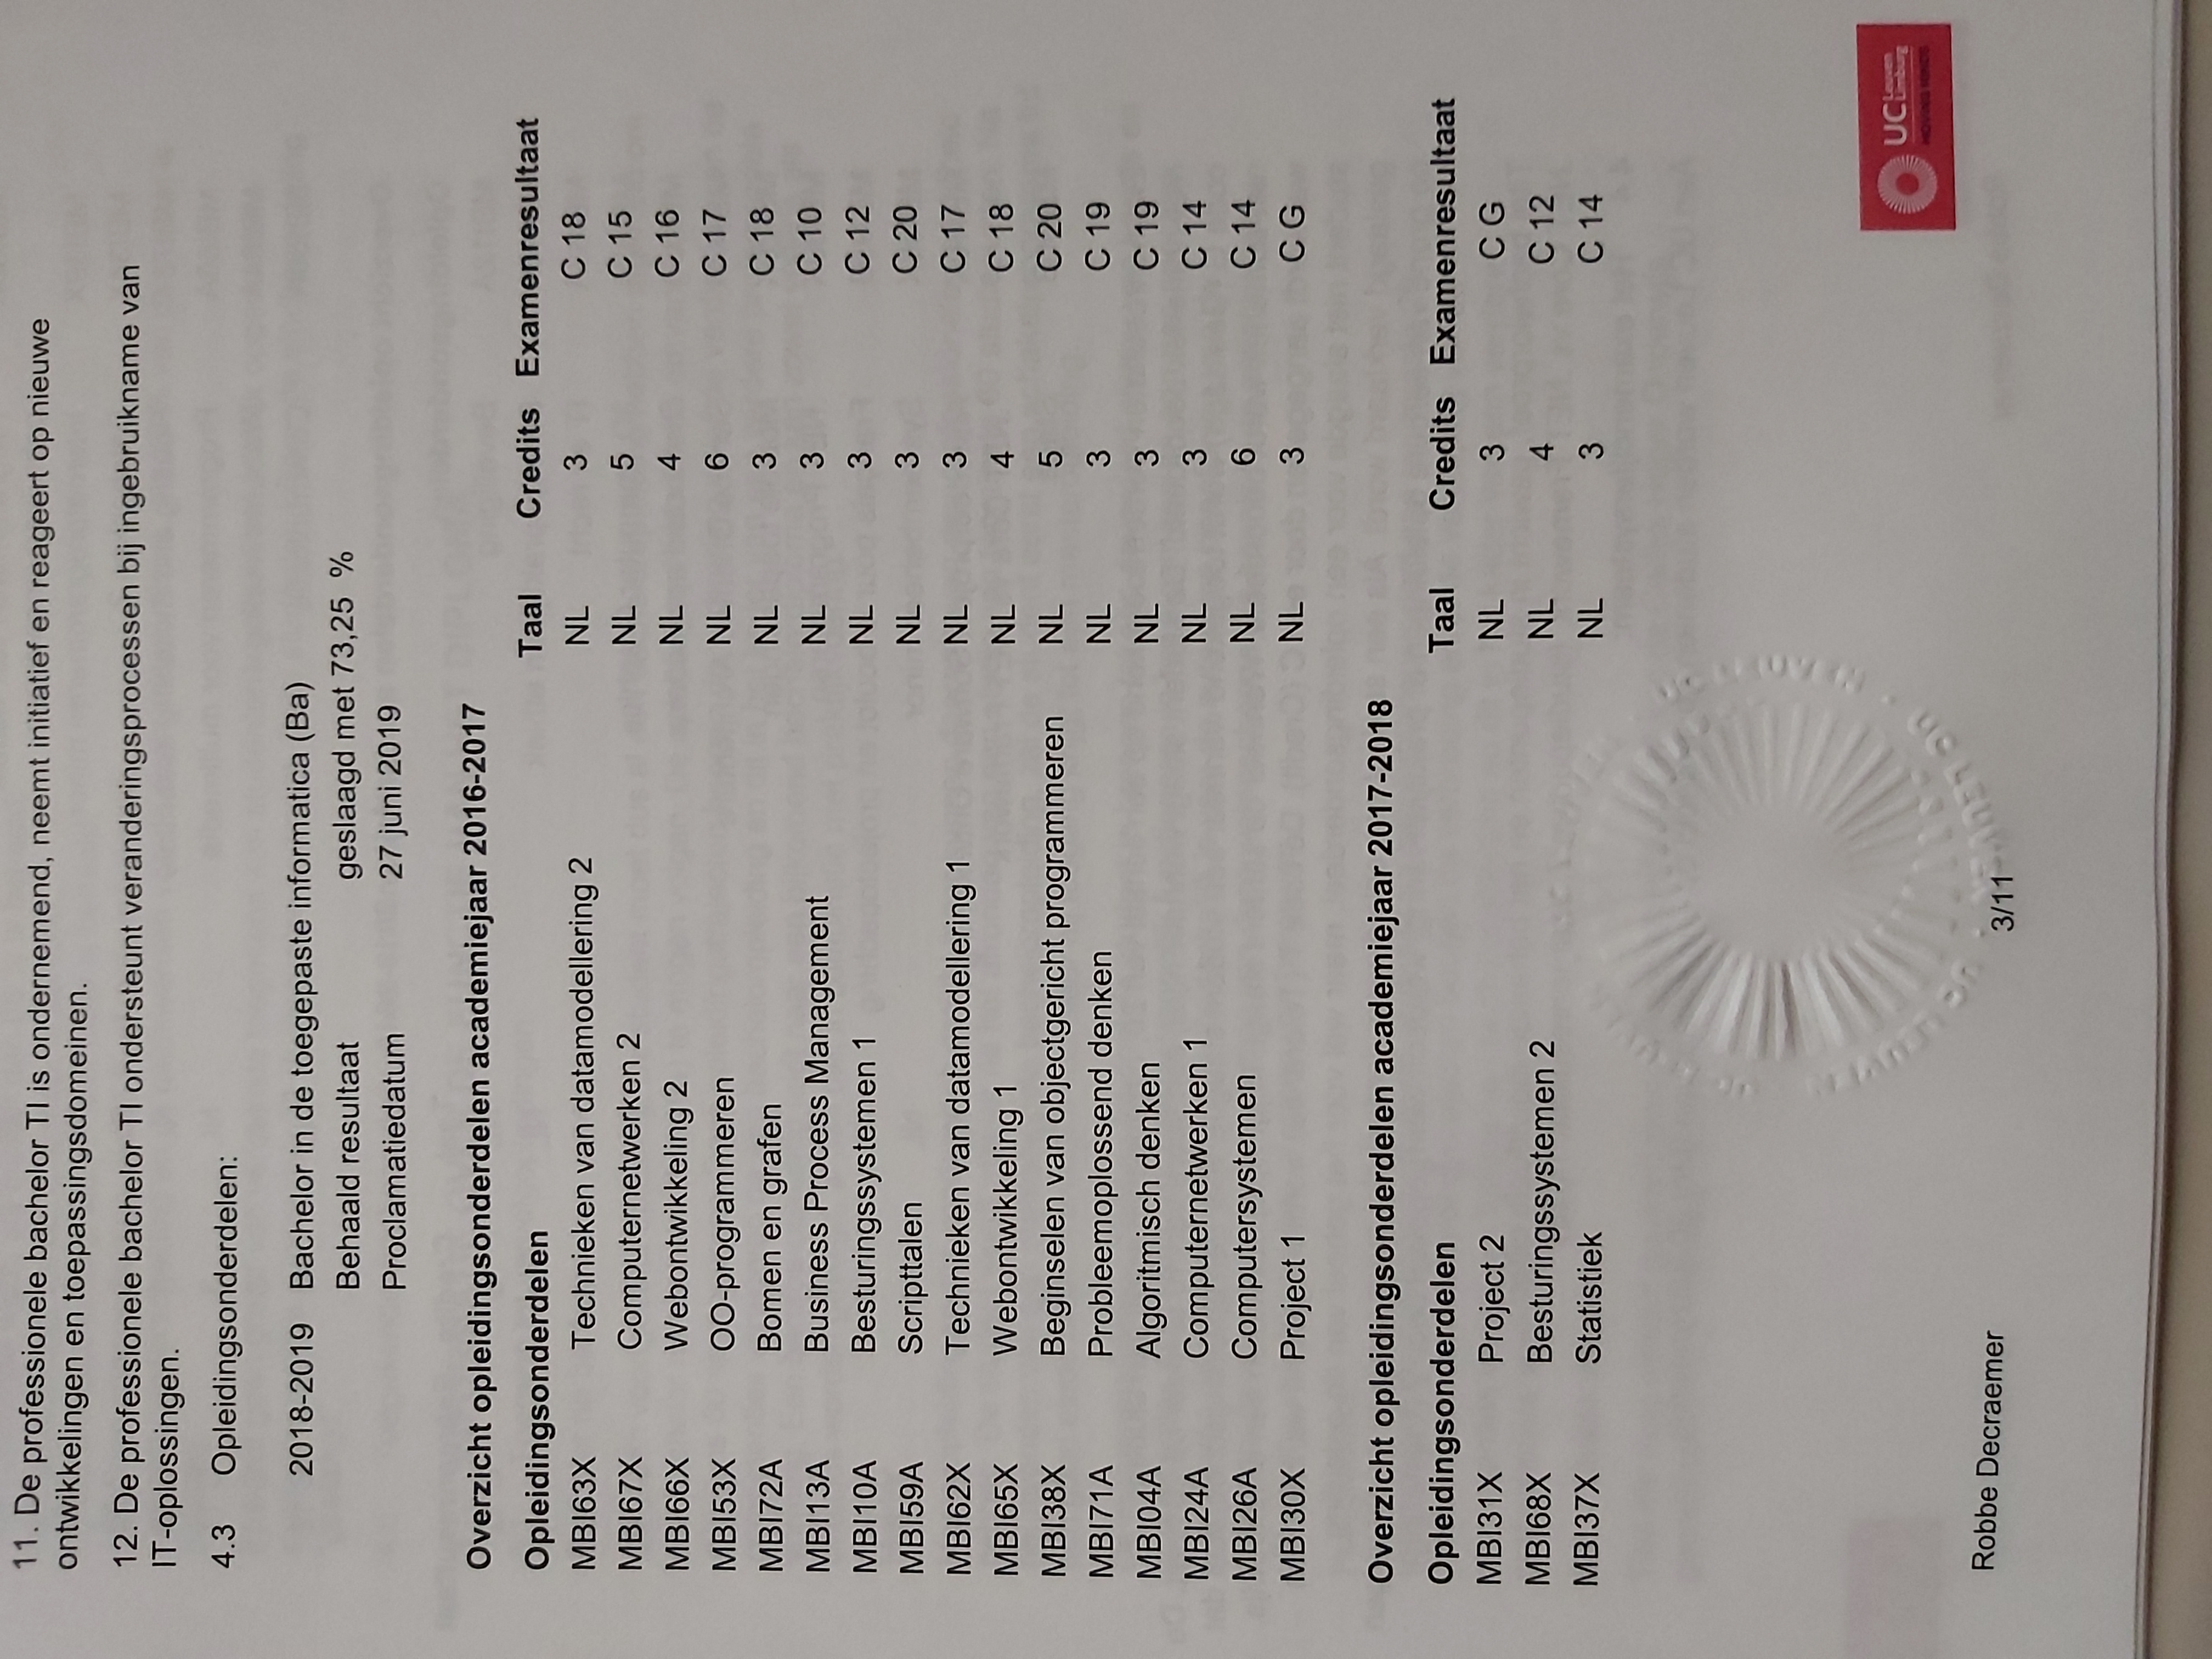 11. De professionele bachelor TI is ondernemend, neemt initiatief en reageert op nieuwe
ontwikkelingen en toepassingsdomeinen.
12. De professionele bachelor TI ondersteunt veranderingsprocessen bij ingebruikname van
IT-oplossingen.
4.3 Opleidingsonderdelen:
2018-2019 Bachelor in de toegepaste informatica (Ba)
Behaald resultaat geslaagd met 73,25 %
Proclamatiedatum 27 juni 2019
Overzicht opleidingsonderdelen academiejaar 2016-2017
Opleidingsonderdelen Taal Credits Examenresultaat
MBI63X Technieken van datamodellering 2 NL 3 C 18
MBI67X Computernetwerken 2 NL 5 C 15
MBI66X Webontwikkeling 2 NL 4 C 16
MBI53X OO-programmeren NL 6 C 17
MBI72A Bomen en grafen NL 3 C 18
MBI13A Business Process Management NL 3 C 10
MBI10A Besturingssystemen 1 NL 3 C 12
MBI59A Scripttalen NL 3 C 20
MBI62X Technieken van datamodellering 1 NL 3 C 17
MBI65X Webontwikkeling 1 NL 4 C 18
MBI38X Beginselen van objectgericht programmeren NL 5 C 20
MBI71A Probleemoplossend denken NL 3 C 19
MBI04A Algoritmisch denken NL 3 C 19
MBI24A Computernetwerken 1 NL 3 C 14
MBI26A Computersystemen NL 6 C 14
MBI30X Project 1 NL 3 C G
Overzicht opleidingsonderdelen academiejaar 2017-2018
Opleidingsonderdelen Taal Credits Examenresultaat
MBI31X Project 2 NL 3 C G
MBI68X Besturingssystemen 2 NL 4 C 12
MBI37X Statistiek NL 3 C 14
UC Leuven
Limburg
MOVING MINDS
Robbe Decraemer
3/11